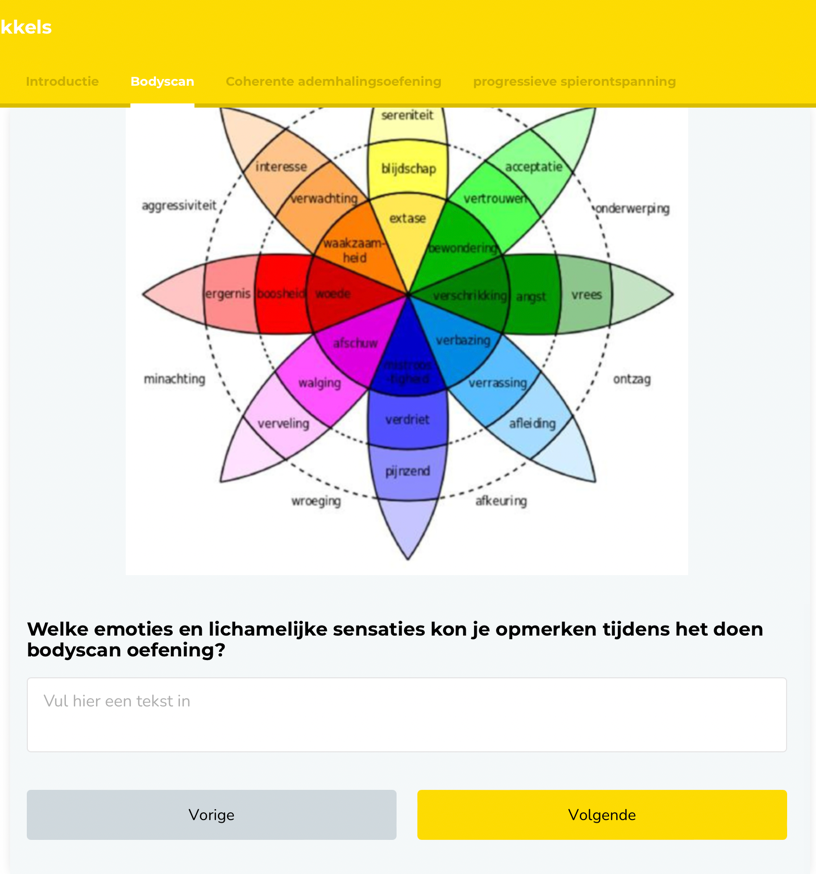 kkels
Introductie Bodyscan Coherente ademhalingsoefening progressieve spierontspanning
sereniteit
interesse blijdschap acceptatie
verwachting vertrouwen
aggressiviteit onderwerping
extase
waakzaam-
heid
bewondering
ergernis boosheid woede verschrikking angst vrees
afschuw verbazing
mistroos
-tigheid
minachting walging verrassing ontzag
verveling verdriet afleiding
pijnzend
wroeging afkeuring
Welke emoties en lichamelijke sensaties kon je opmerken tijdens het doen
bodyscan oefening?
Vul hier een tekst in
Vorige Volgende